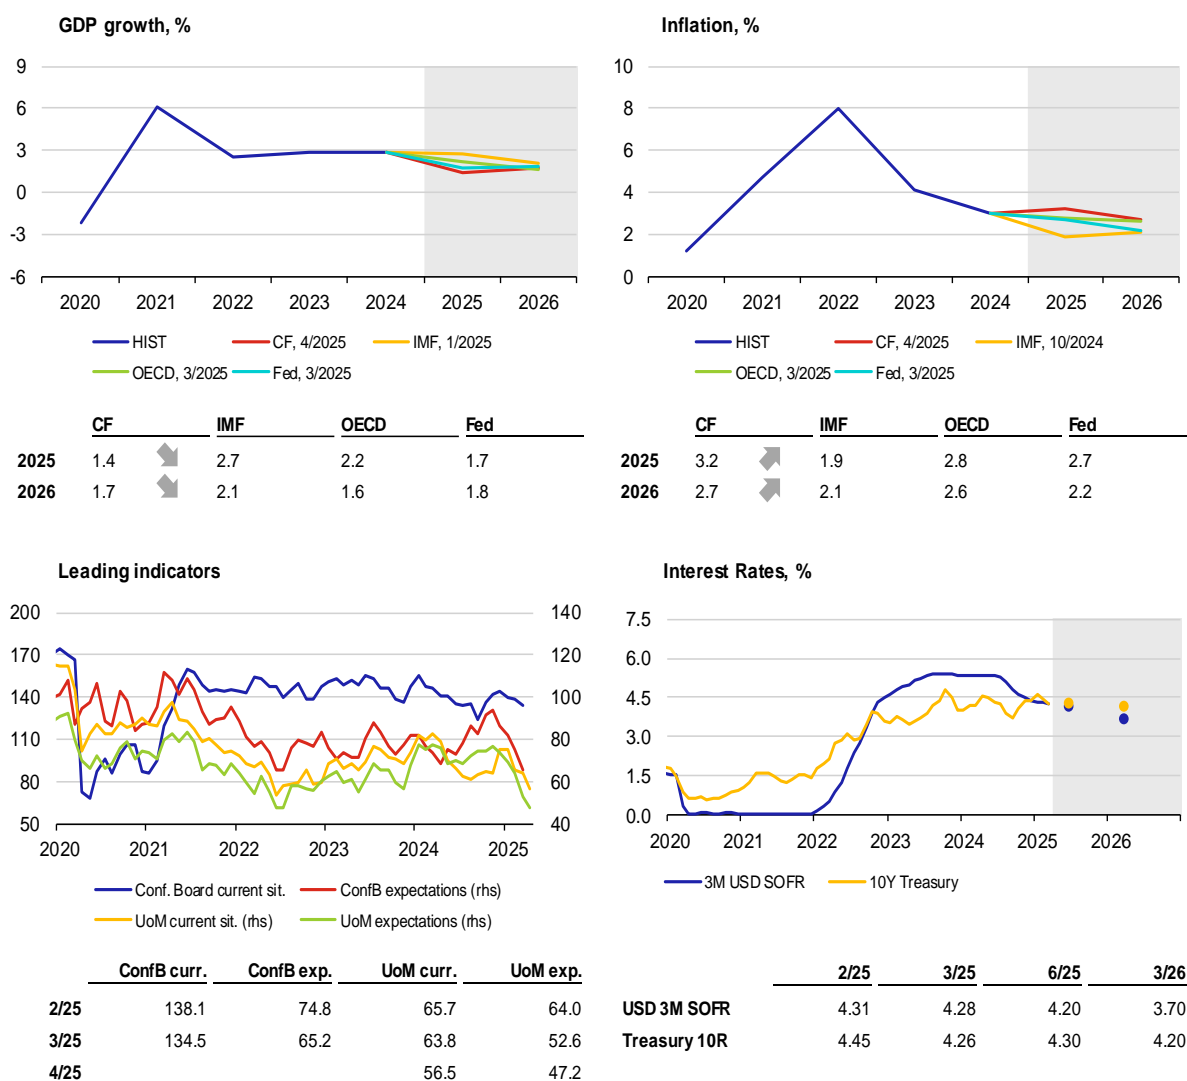 GDP growth, %
9
6
3
0
-3
-6
2020 2021 2022 2023 2024 2025 2026
HIST CF, 4/2025 IMF, 1/2025
OECD, 3/2025 Fed, 3/2025
CF IMF OECD Fed
2025 1.4 2.7 2.2 1.7
2026 1.7 2.1 1.6 1.8
Inflation, %
10
8
6
4
2
0
2020 2021 2022 2023 2024 2025 2026
HIST CF, 4/2025 IMF, 10/2024
OECD, 3/2025 Fed, 3/2025
CF IMF OECD Fed
2025 3.2 1.9 2.8 2.7
2026 2.7 2.1 2.6 2.2
Leading indicators
200 140
170 120
140 100
110 80
80 60
50 40
2020 2021 2022 2023 2024 2025
Conf. Board current sit. ConfB expectations (rhs)
UoM current sit. (rhs) UoM expectations (rhs)
ConfB curr. ConfB exp. UoM curr. UoM exp.
2/25 138.1 74.8 65.7 64.0
3/25 134.5 65.2 63.8 52.6
4/25 56.5 47.2
Interest Rates, %
7.5
6.0
4.5
3.0
1.5
0.0
2020 2021 2022 2023 2024 2025 2026
3M USD SOFR 10Y Treasury
2/25 3/25 6/25 3/26
USD 3M SOFR 4.31 4.28 4.20 3.70
Treasury 10R 4.45 4.26 4.30 4.20